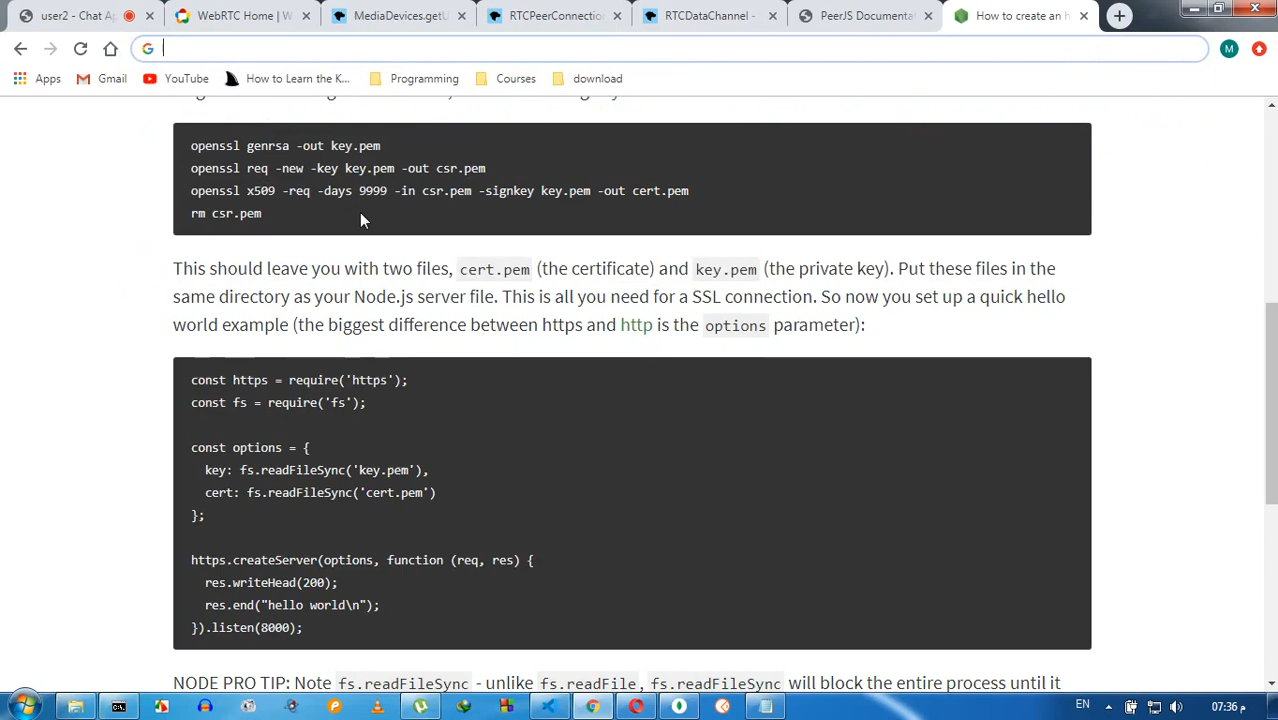 user2 - Chat Ap
WebRTC Home | W
MediaDevices.getU
RTCPeerConnection
RTCDataChannel -
PeerJS Documenta
How to create an h
M
Apps
Gmail
YouTube
How to Learn the K...
Programming
Courses
download
openssl genrsa -out key.pem
openssl req -new -key key.pem -out csr.pem
openssl x509 -req -days 9999 -in csr.pem -signkey key.pem -out cert.pem
rm csr.pem
This should leave you with two files, cert.pem (the certificate) and key.pem (the private key). Put these files in the
same directory as your Node.js server file. This is all you need for a SSL connection. So now you set up a quick hello
world example (the biggest difference between https and http is the options parameter):
const https = require('https');
const fs = require('fs');
const options = {
key: fs.readFileSync('key.pem'),
cert: fs.readFileSync('cert.pem')
};
https.createServer(options, function (req, res) {
res.writeHead(200);
res.end("hello world\n");
}).listen(8000);
NODE PRO TIP: Note fs.readFileSync - unlike fs.readFile, fs.readFileSync will block the entire process until it
EN
07:36 م